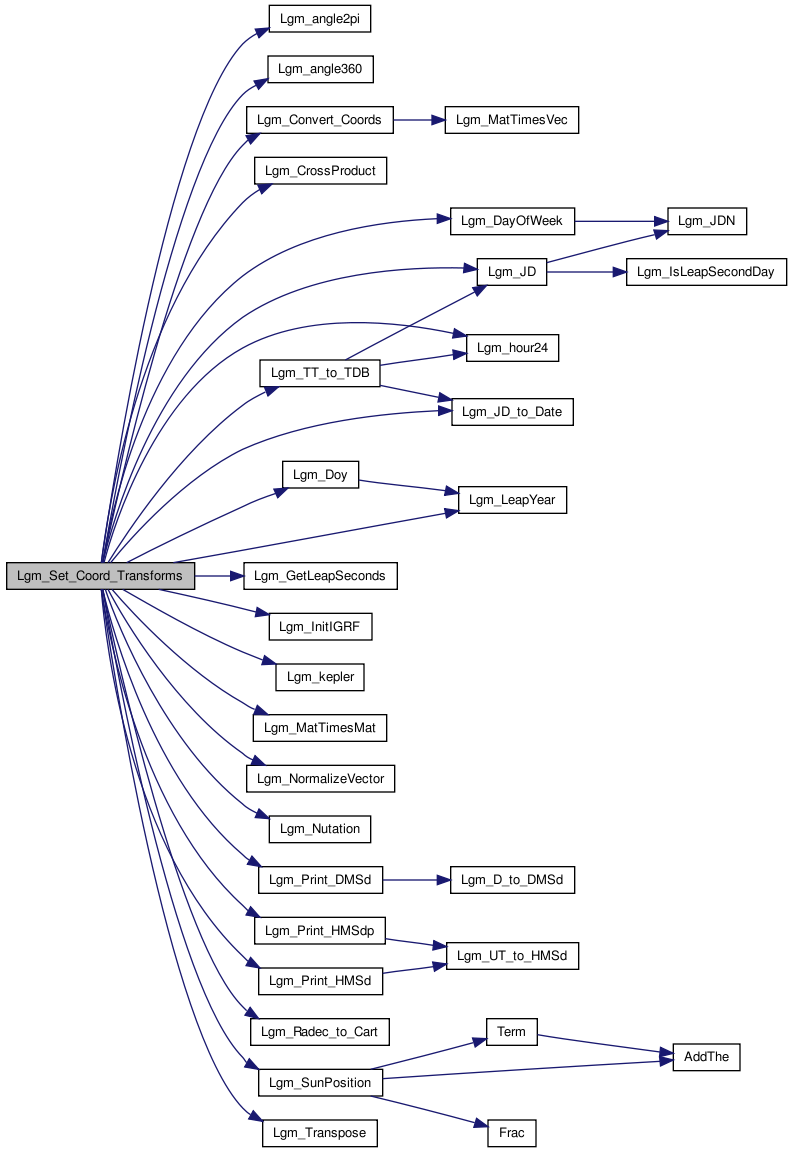 Lgm_angle2pi
Lgm_angle360
Lgm_Convert_Coords
Lgm_MatTimesVec
Lgm_CrossProduct
Lgm_DayOfWeek
Lgm_JDN
Lgm_JD
Lgm_IsLeapSecondDay
Lgm_hour24
Lgm_TT_to_TDB
Lgm_JD_to_Date
Lgm_Doy
Lgm_LeapYear
Lgm_Set_Coord_Transforms
Lgm_GetLeapSeconds
Lgm_InitIGRF
Lgm_kepler
Lgm_MatTimesMat
Lgm_NormalizeVector
Lgm_Nutation
Lgm_Print_DMSd
Lgm_D_to_DMSd
Lgm_Print_HMSdp
Lgm_UT_to_HMSd
Lgm_Print_HMSd
Lgm_Radec_to_Cart
Term
AddThe
Lgm_SunPosition
Lgm_Transpose
Frac